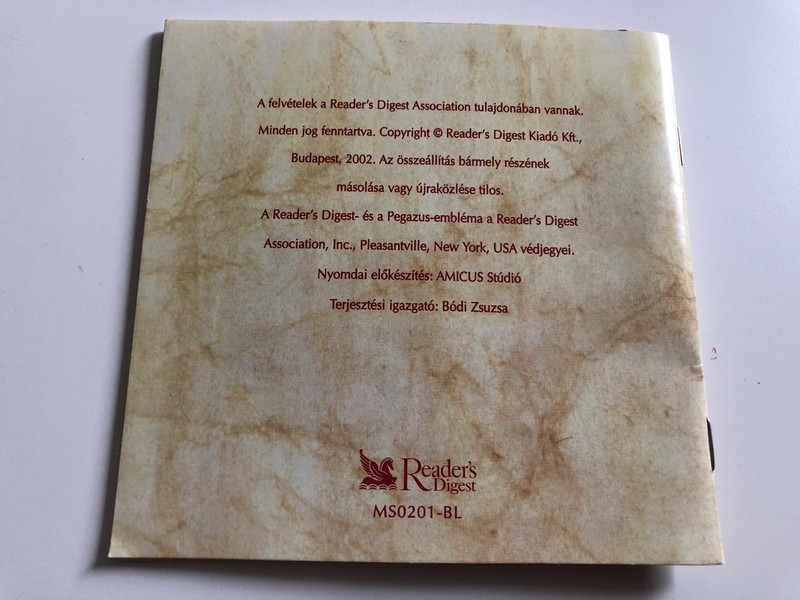 A felvételek a Reader's Digest Association tulajdonában vannak.
Minden jog fenntartva. Copyright © Reader's Digest Kiadó Kft.,
Budapest, 2002. Az összeállítás bármely részének
másolása vagy újraközlése tilos.
A Reader's Digest- és a Pegazus-embléma a Reader's Digest
Association, Inc., Pleasantville, New York, USA védjegyei.
Nyomdai előkészítés: AMICUS Stúdió
Terjesztési igazgató: Bódi Zsuzsa
Reader's
Digest
MS0201-BL